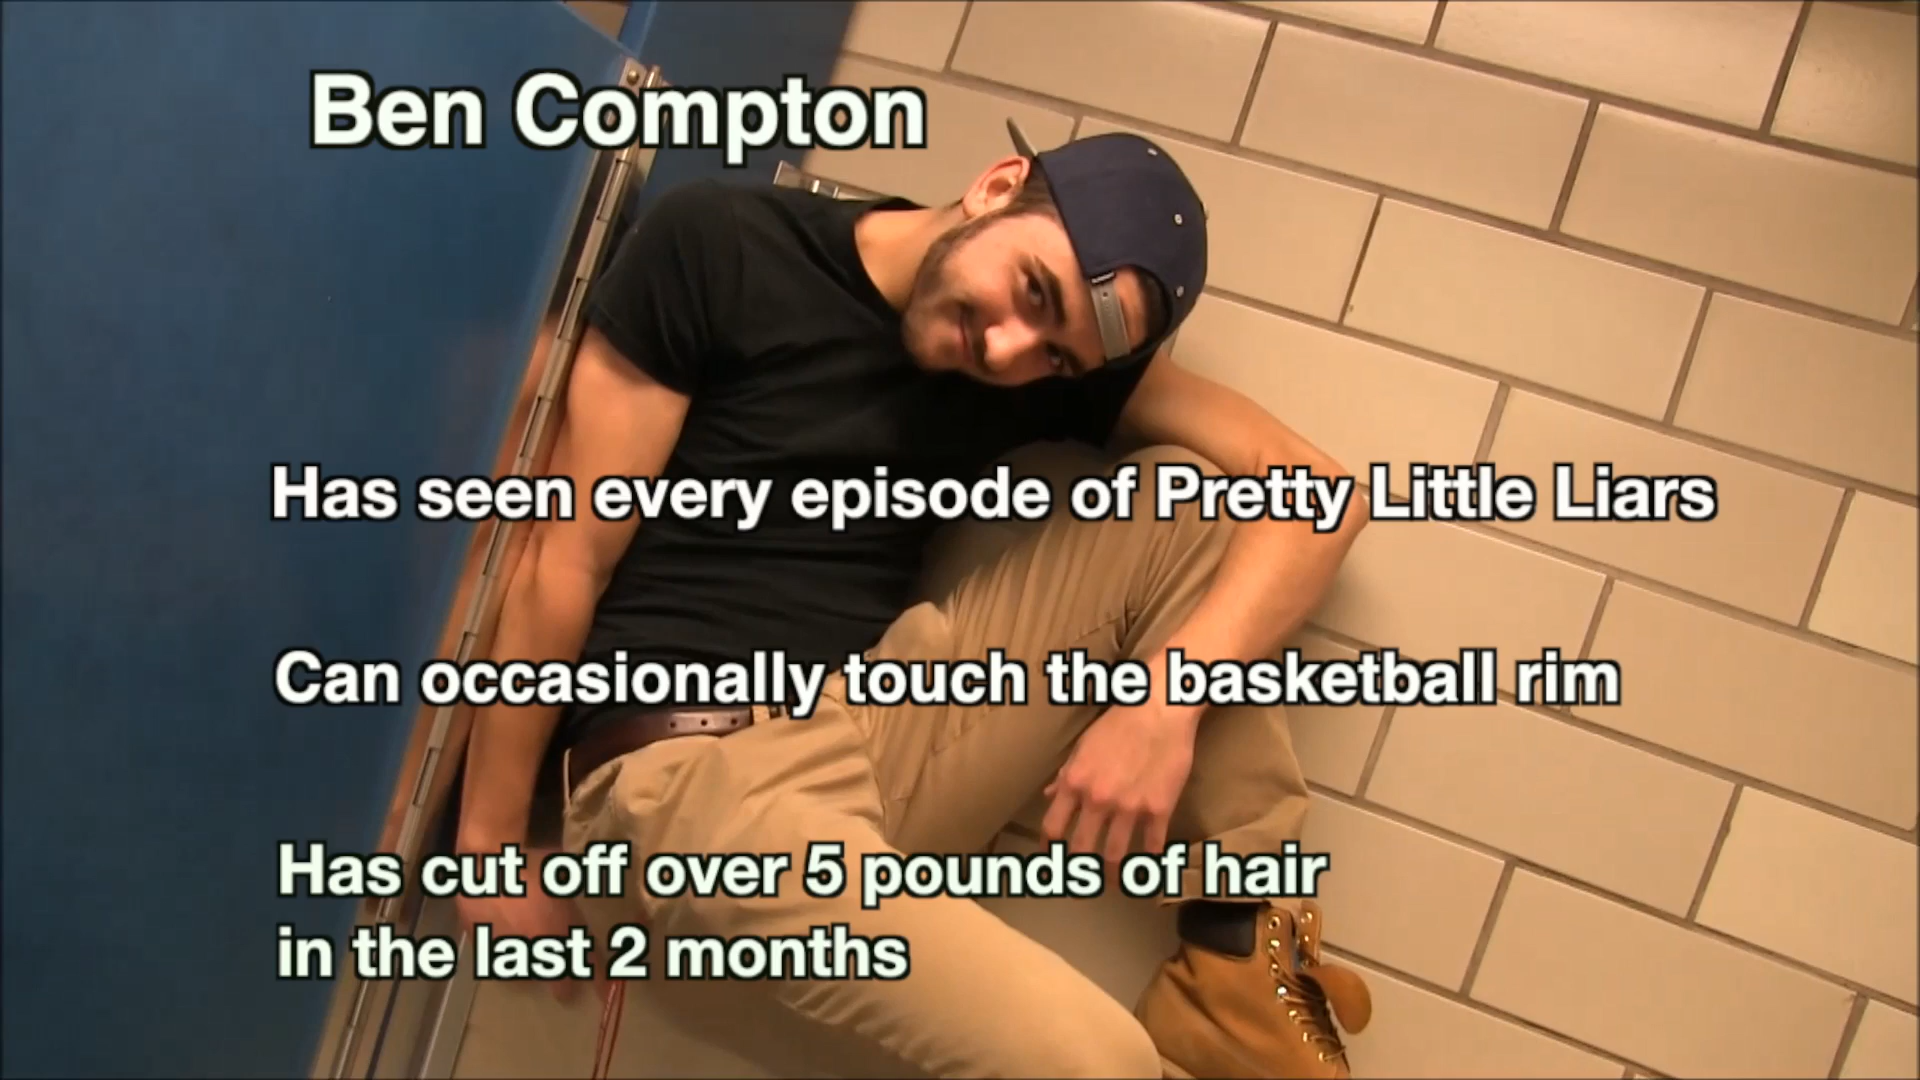 Ben Compton
Has seen every episode of Pretty Little Liars
Can occasionally touch the basketball rim
Has cut off over 5 pounds of hair
in the last 2 months